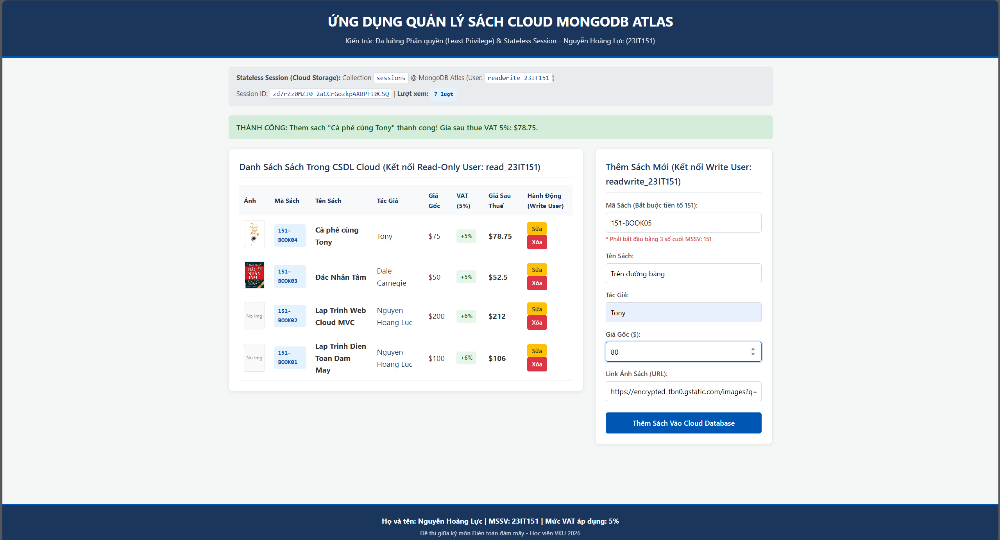 ỨNG DỤNG QUẢN LÝ SÁCH CLOUD MONGODB ATLAS
Kiến trúc Đa luồng Phân quyền (Least Privilege) & Stateless Session - Nguyễn Hoàng Lực (23IT151)
Stateless Session (Cloud Storage): Collection sessions @ MongoDB Atlas (User: readwrite_23IT151)
Session ID: zd7rZz0MZJ0_2aCCrGozkpAXBPFt0CSQ | Lượt xem: 7 lượt
THÀNH CÔNG: Them sach "Cà phê cùng Tony" thanh cong! Gia sau thue VAT 5%: $78.75.
Danh Sách Sách Trong CSDL Cloud (Kết nối Read-Only User: read_23IT151)
Ảnh Mã Sách Tên Sách Tác Giả Giá Gốc VAT (5%) Giá Sau Thuế Hành Động (Write User)
Cà phê cùng Tony
151-BOOK04 Cà phê cùng Tony Tony $75 +5% $78.75 Sửa Xóa
ĐẮC NHÂN TÂM
151-BOOK03 Đắc Nhân Tâm Dale Carnegie $50 +5% $52.5 Sửa Xóa
No Img 151-BOOK02 Lap Trinh Web Cloud MVC Nguyen Hoang Luc $200 +6% $212 Sửa Xóa
No Img 151-BOOK01 Lap Trinh Dien Toan Dam May Nguyen Hoang Luc $100 +6% $106 Sửa Xóa
Thêm Sách Mới (Kết nối Write User:
readwrite_23IT151)
Mã Sách (Bắt buộc tiền tố 151):
151-BOOK05
* Phải bắt đầu bằng 3 số cuối MSSV: 151
Tên Sách:
Trên đường băng
Tác Giả:
Tony
Giá Gốc ($):
80
Link Ảnh Sách (URL):
https://encrypted-tbn0.gstatic.com/images?q=
Thêm Sách Vào Cloud Database
Họ và tên: Nguyễn Hoàng Lực | MSSV: 23IT151 | Mức VAT áp dụng: 5%
Đề thi giữa kỳ môn Điện toán đám mây - Học viện VKU 2026